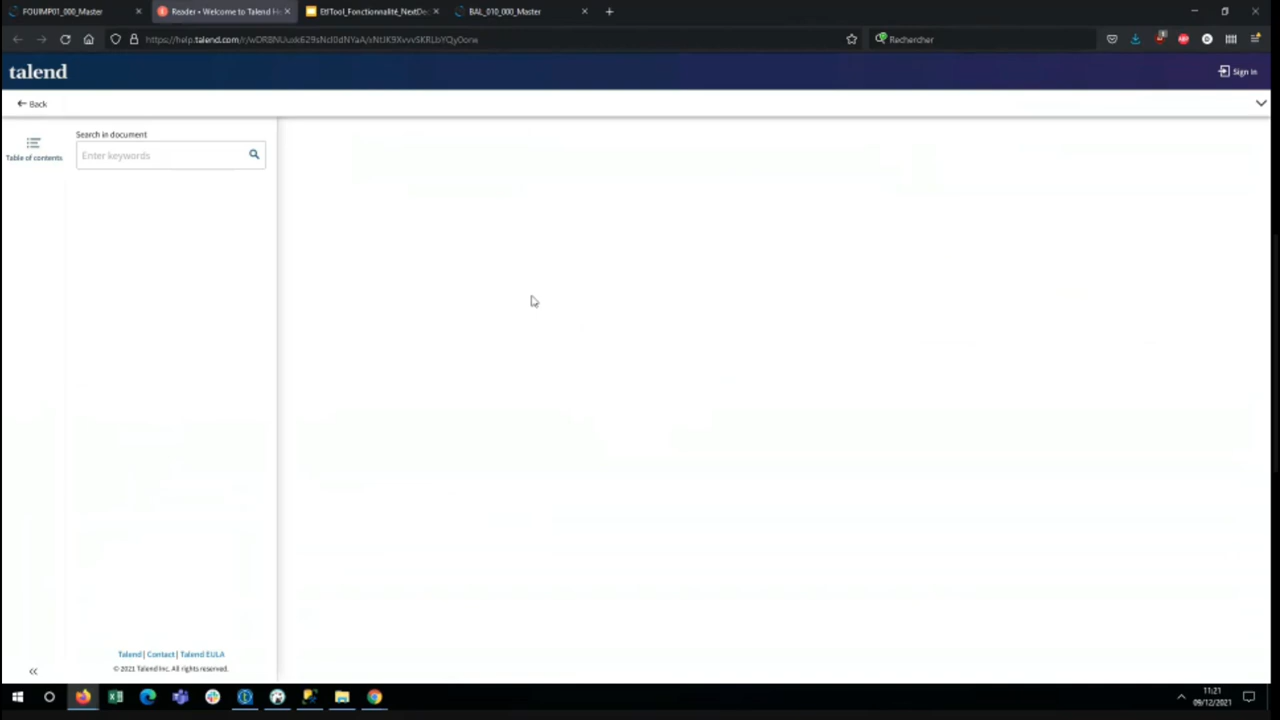 FOUIMP01_000_Master
Reader • Welcome to Talend H
EtlTool_Fonctionnalité_NextDe
BAL_010_000_Master
Rechercher
talend
Sign in
Back
Table of contents
Search in document
Enter keywords
Talend | Contact | Talend EULA
© 2021 Talend Inc. All rights reserved.
11:21
09/12/2021